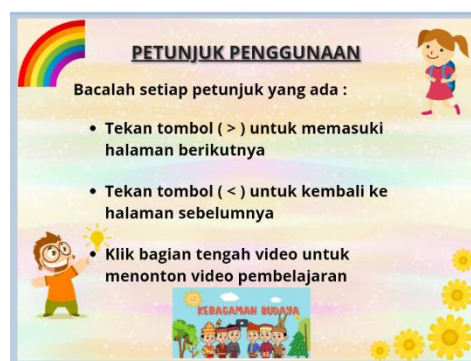 PETUNJUK PENGGUNAAN
Bacalah setiap petunjuk yang ada :
• Tekan tombol ( > ) untuk memasuki
halaman berikutnya
• Tekan tombol ( < ) untuk kembali ke
halaman sebelumnya
• Klik bagian tengah video untuk
menonton video pembelajaran
KERAGAMAN BUDAYA